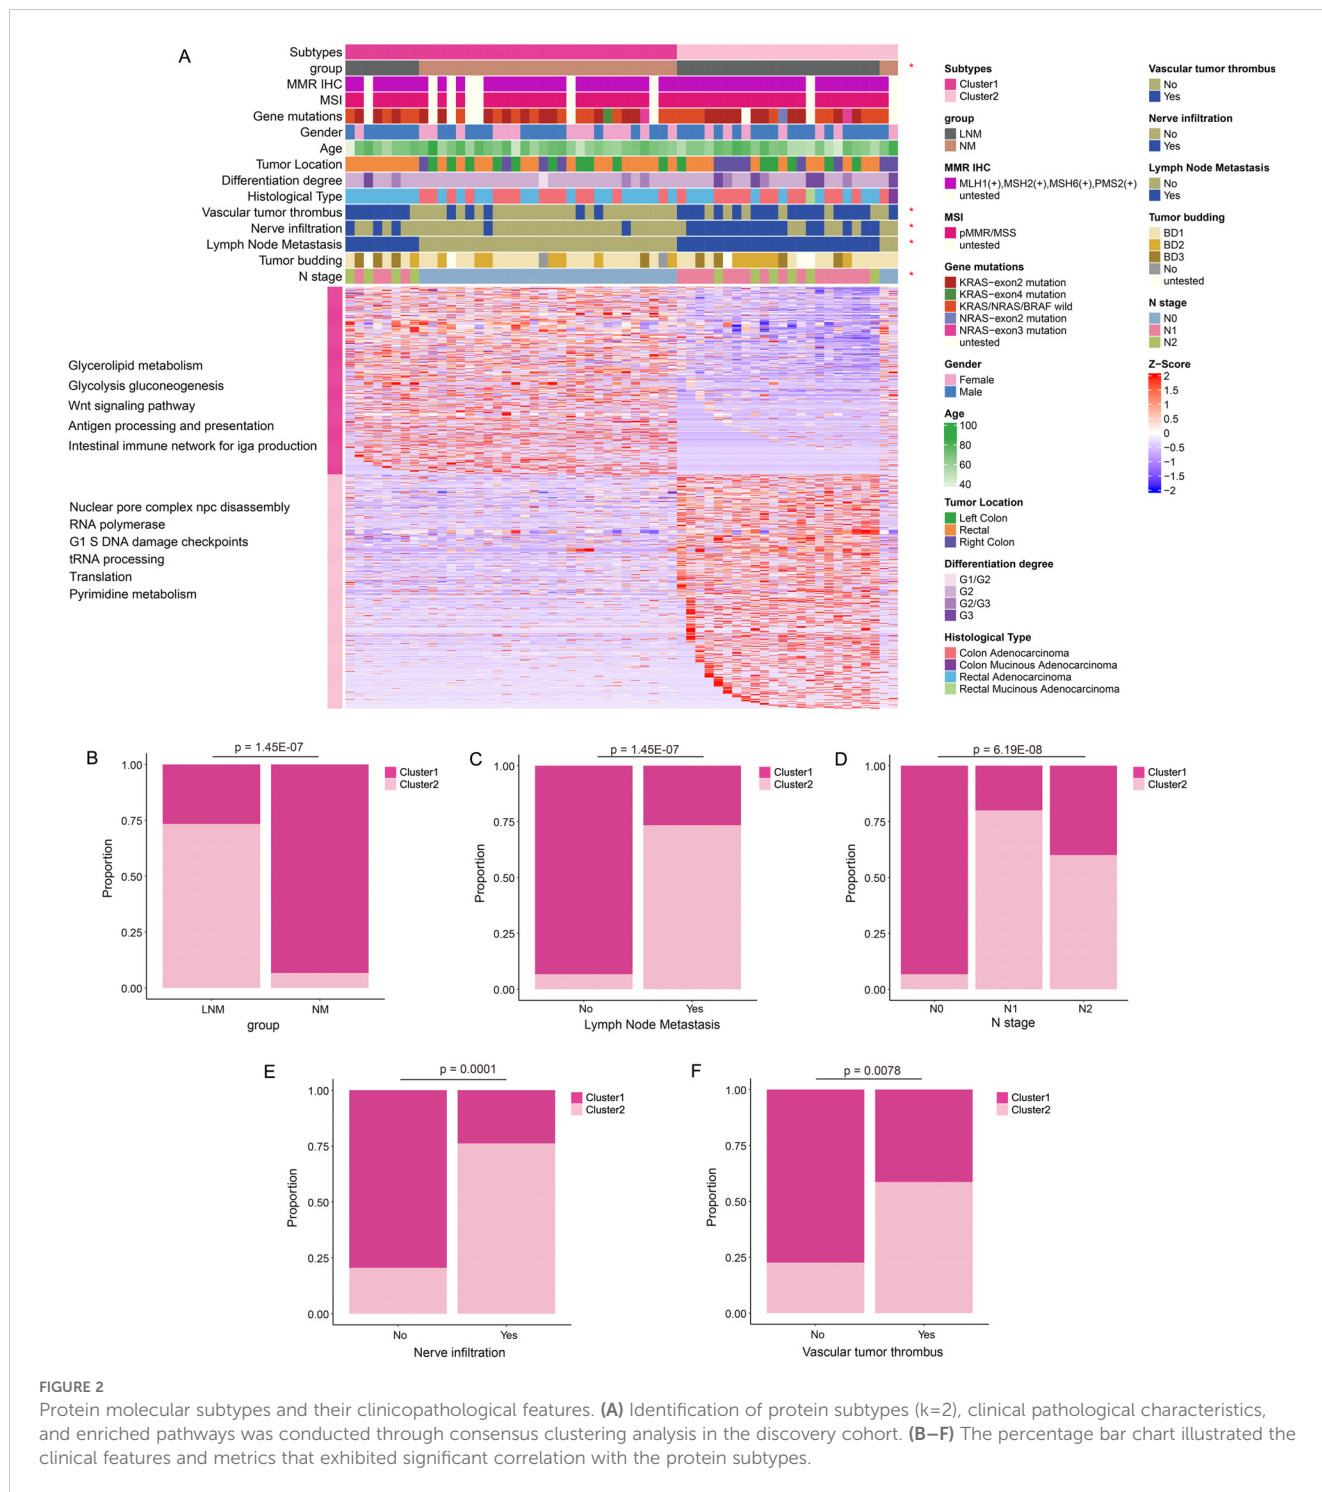 A
Subtypes
group
MMR IHC
MSI
Gene mutations
Gender
Age
Tumor Location
Differentiation degree
Histological Type
Vascular tumor thrombus
Nerve infiltration
Lymph Node Metastasis
Tumor budding
N stage
*
*
*
*
*
Glycerolipid metabolism
Glycolysis gluconeogenesis
Wnt signaling pathway
Antigen processing and presentation
Intestinal immune network for iga production
Nuclear pore complex npc disassembly
RNA polymerase
G1 S DNA damage checkpoints
tRNA processing
Translation
Pyrimidine metabolism
Subtypes
Cluster1
Cluster2
group
LNM
NM
MMR IHC
MLH1(+),MSH2(+),MSH6(+),PMS2(+)
untested
MSI
pMMR/MSS
untested
Gene mutations
KRAS−exon2 mutation
KRAS−exon4 mutation
KRAS/NRAS/BRAF wild
NRAS−exon2 mutation
NRAS−exon3 mutation
untested
Gender
Female
Male
Age
100
80
60
40
Tumor Location
Left Colon
Rectal
Right Colon
Differentiation degree
G1/G2
G2
G2/G3
G3
Histological Type
Colon Adenocarcinoma
Colon Mucinous Adenocarcinoma
Rectal Adenocarcinoma
Rectal Mucinous Adenocarcinoma
Vascular tumor thrombus
No
Yes
Nerve infiltration
No
Yes
Lymph Node Metastasis
No
Yes
Tumor budding
BD1
BD2
BD3
No
untested
N stage
N0
N1
N2
Z−Score
2
1.5
1
0.5
0
−0.5
−1
−1.5
−2
B
p = 1.45E-07
Cluster1
Cluster2
1.00
0.75
0.50
0.25
0.00
Proportion
LNM
NM
group
C
p = 1.45E-07
Cluster1
Cluster2
1.00
0.75
0.50
0.25
0.00
Proportion
No
Yes
Lymph Node Metastasis
D
p = 6.19E-08
Cluster1
Cluster2
1.00
0.75
0.50
0.25
0.00
Proportion
N0
N1
N2
N stage
E
p = 0.0001
Cluster1
Cluster2
1.00
0.75
0.50
0.25
0.00
Proportion
No
Yes
Nerve infiltration
F
p = 0.0078
Cluster1
Cluster2
1.00
0.75
0.50
0.25
0.00
Proportion
No
Yes
Vascular tumor thrombus
FIGURE 2
Protein molecular subtypes and their clinicopathological features. (A) Identification of protein subtypes (k=2), clinical pathological characteristics,
and enriched pathways was conducted through consensus clustering analysis in the discovery cohort. (B–F) The percentage bar chart illustrated the
clinical features and metrics that exhibited significant correlation with the protein subtypes.